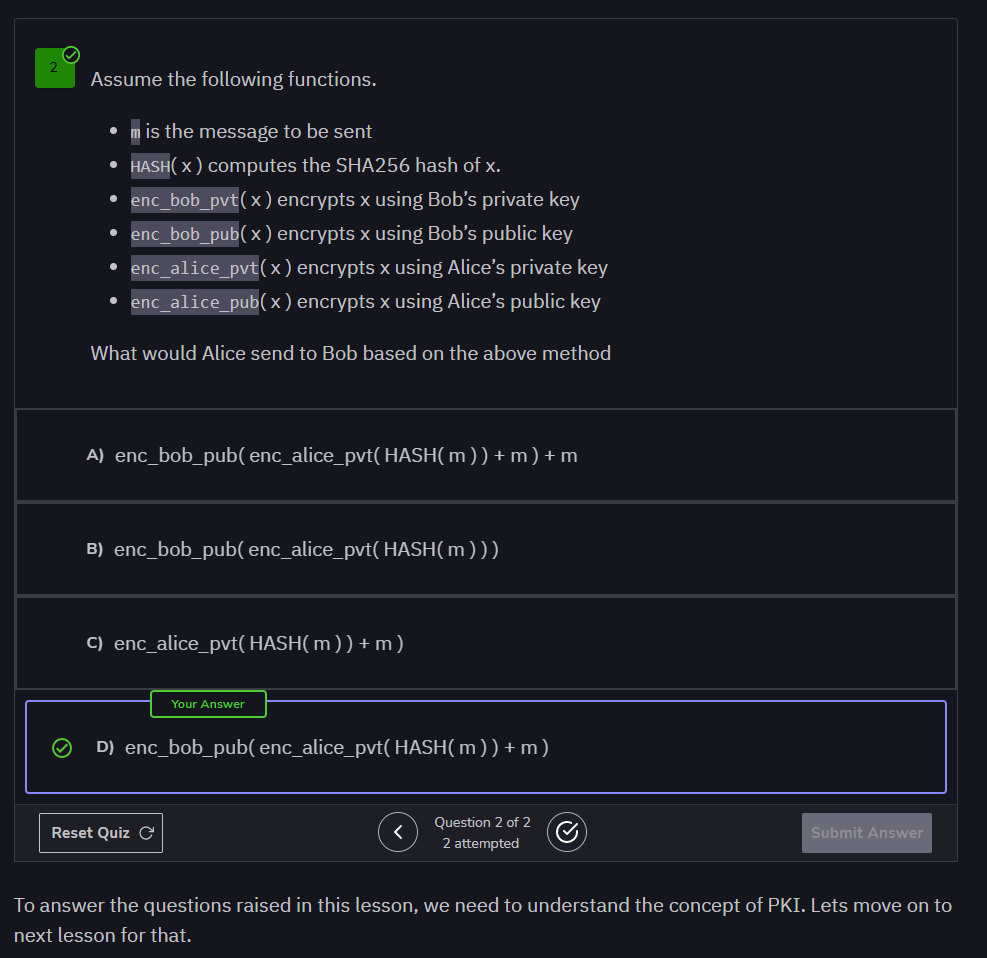 2
Assume the following functions.
• m is the message to be sent
• HASH( x ) computes the SHA256 hash of x.
• enc_bob_pvt( x ) encrypts x using Bob’s private key
• enc_bob_pub( x ) encrypts x using Bob’s public key
• enc_alice_pvt( x ) encrypts x using Alice’s private key
• enc_alice_pub( x ) encrypts x using Alice’s public key
What would Alice send to Bob based on the above method
A) enc_bob_pub( enc_alice_pvt( HASH( m ) ) + m ) + m
B) enc_bob_pub( enc_alice_pvt( HASH( m ) ) )
C) enc_alice_pvt( HASH( m ) ) + m )
Your Answer
D) enc_bob_pub( enc_alice_pvt( HASH( m ) ) + m )
Reset Quiz
Question 2 of 2
2 attempted
Submit Answer
To answer the questions raised in this lesson, we need to understand the concept of PKI. Lets move on to
next lesson for that.